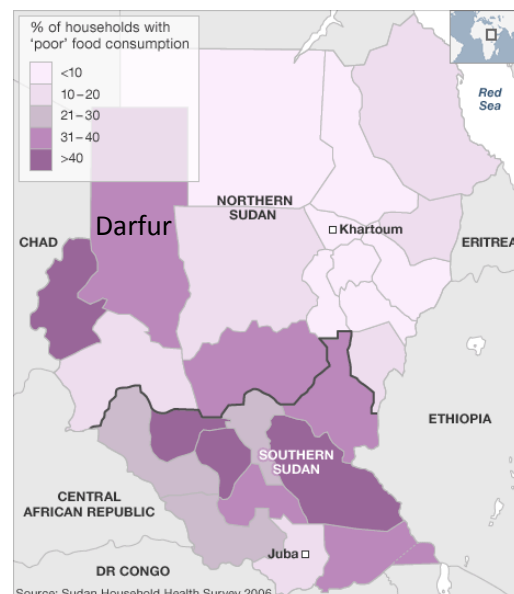 % of households with
'poor' food consumption
<10
10–20
21–30
31–40
>40
Red
Sea
NORTHERN
SUDAN
Darfur
Khartoum
CHAD
ERITREA
ETHIOPIA
SOUTHERN
SUDAN
CENTRAL
AFRICAN REPUBLIC
Juba
DR CONGO
Source: Sudan Household Health Survey 2006